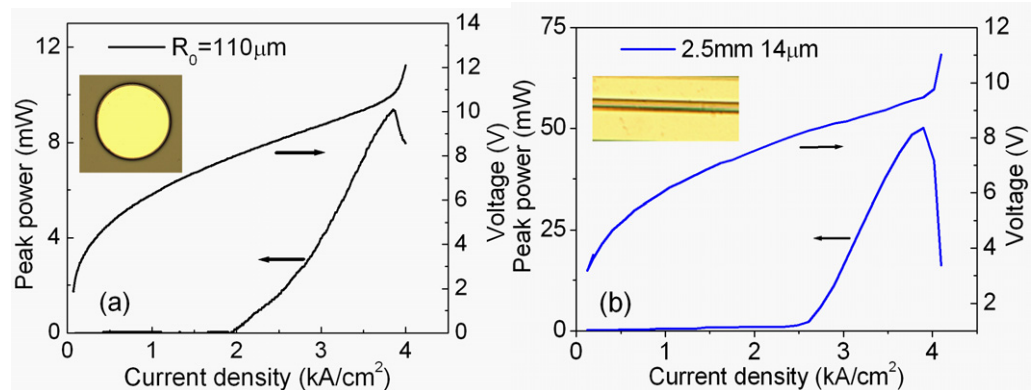 R₀=110μm
12
8
4
0
Peak power (mW)
14
12
10
8
6
4
2
0
Voltage (V)
(a)
0 1 2 3 4
Current density (kA/cm²)
2.5mm 14μm
75
50
25
0
Peak power (mW)
12
10
8
6
4
2
Voltage (V)
(b)
0 1 2 3 4
Current density (kA/cm²)